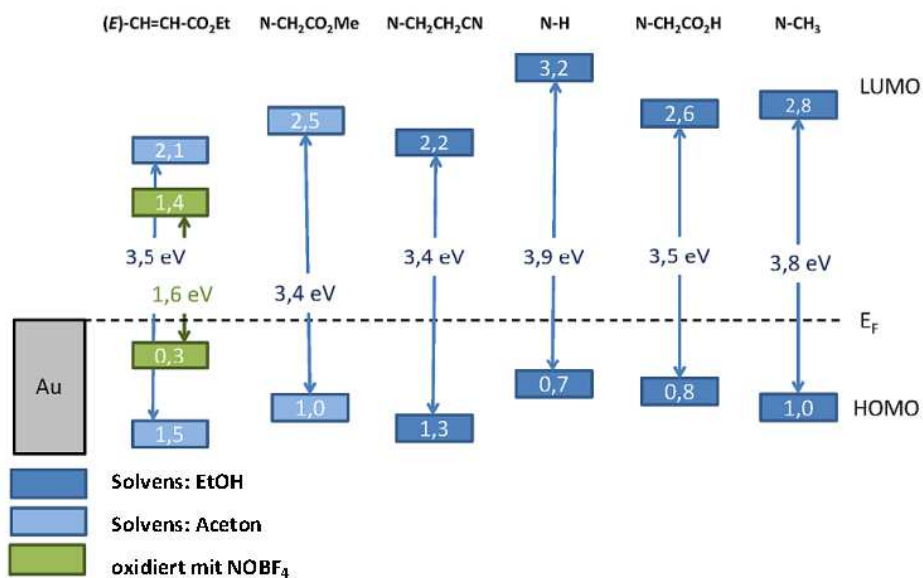 (E)-CH=CH-CO₂Et N-CH₂CO₂Me N-CH₂CH₂CN N-H N-CH₂CO₂H N-CH₃
3,2
LUMO
2,8
2,6
2,5
2,2
2,1
1,4
3,5 eV 3,4 eV 3,9 eV 3,5 eV 3,8 eV
1,6 eV 3,4 eV
E_F
0,3
Au
0,7
0,8
1,0 1,0 HOMO
1,5 1,3
Solvens: EtOH
Solvens: Aceton
oxidiert mit NOBF₄